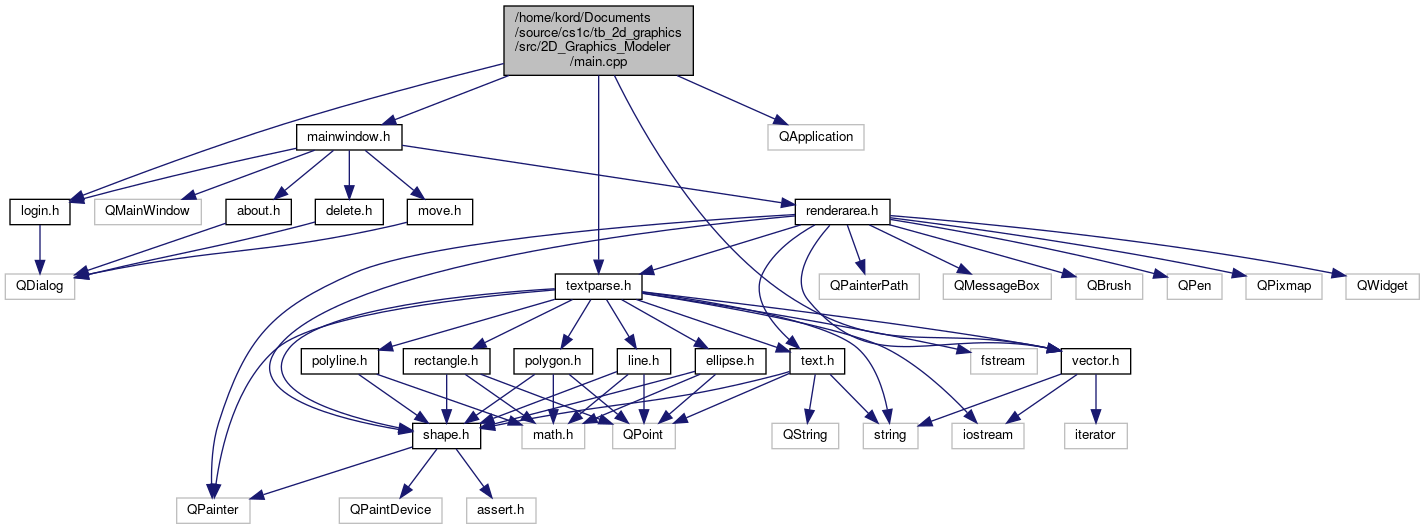 /home/kord/Documents
/source/cs1c/tb_2d_graphics
/src/2D_Graphics_Modeler
/main.cpp
mainwindow.h
QApplication
login.h
QMainWindow
about.h
delete.h
move.h
renderarea.h
QDialog
textparse.h
QPainterPath
QMessageBox
QBrush
QPen
QPixmap
QWidget
polyline.h
rectangle.h
polygon.h
line.h
ellipse.h
text.h
fstream
vector.h
shape.h
math.h
QPoint
QString
string
iostream
iterator
QPainter
QPaintDevice
assert.h